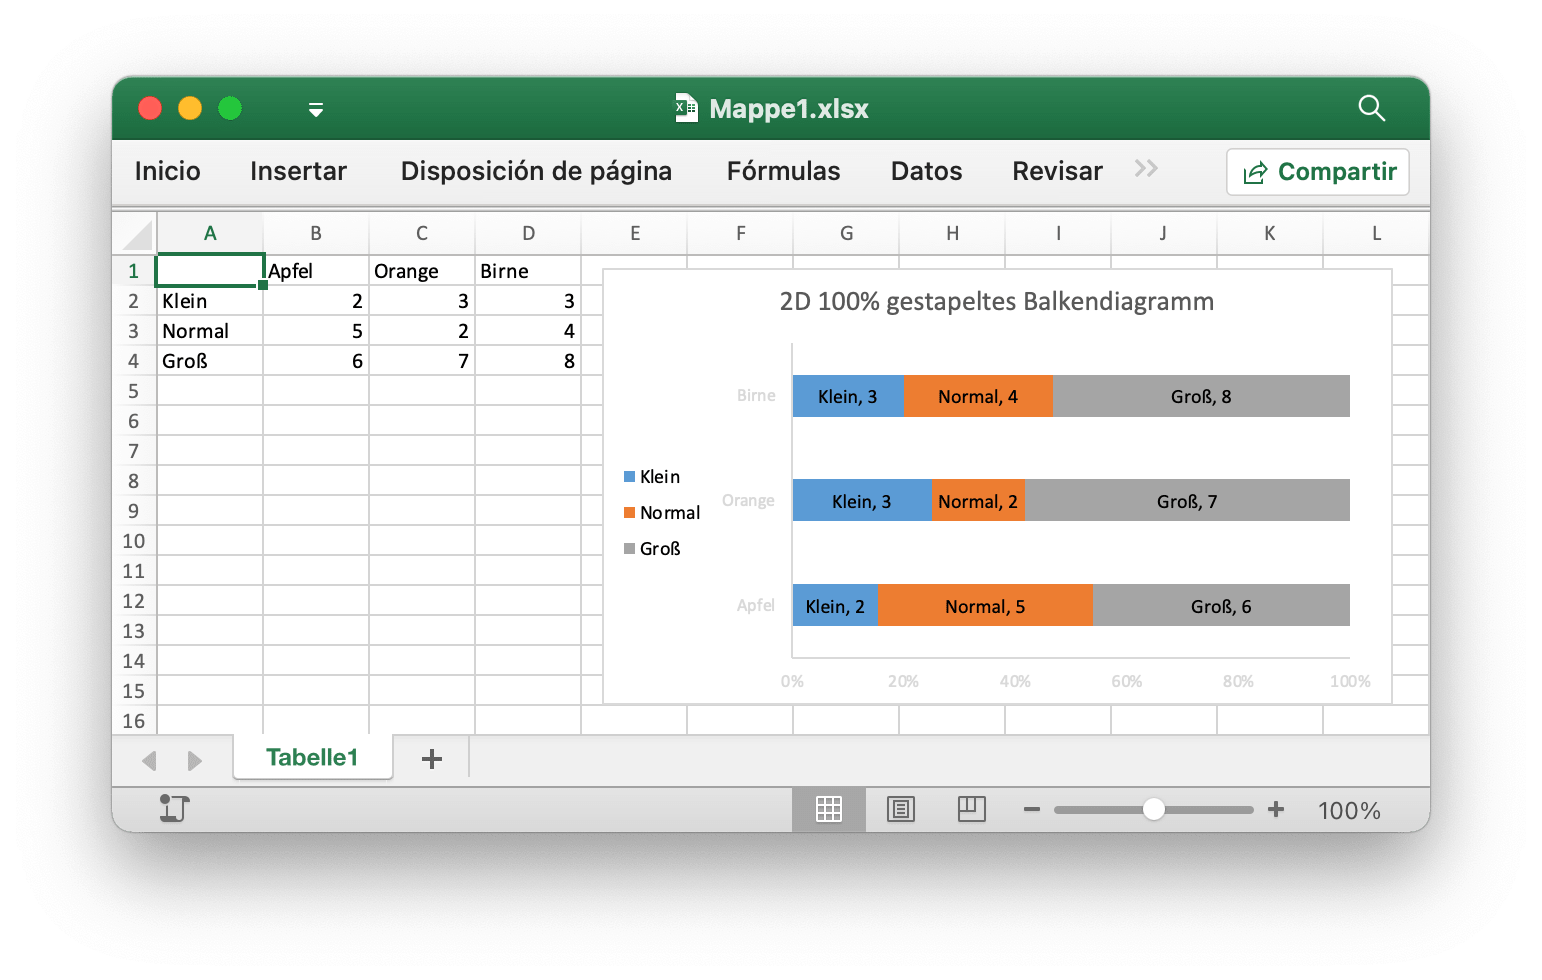 Mappe1.xlsx
Inicio Insertar Disposición de página Fórmulas Datos Revisar Compartir
A B C D E F G H I J K L
1 Apfel Orange Birne
2 Klein 2 3 3
3 Normal 5 2 4
4 Groß 6 7 8
5
6
7
8
9
10
11
12
13
14
15
16
2D 100% gestapeltes Balkendiagramm
Birne Klein, 3 Normal, 4 Groß, 8
Klein
Normal
Groß
Orange Klein, 3 Normal, 2 Groß, 7
Apfel Klein, 2 Normal, 5 Groß, 6
0% 20% 40% 60% 80% 100%
Tabelle1
100%